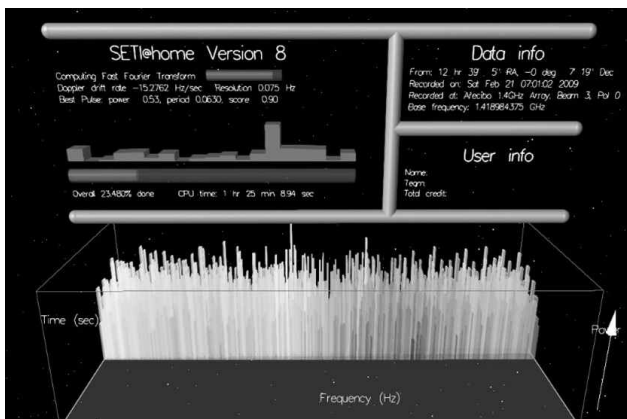 SETI@home Version 8
Computing Fast Fourier Transform
Doppler drift rate -15.2762 Hz/sec Resolution 0.075 Hz
Best Pulse: power 0.53, period 0.0630, score 0.90
Overall 23.480% done CPU time: 1 hr 25 min 8.94 sec
Data info
From: 12 hr 39' 5'' RA, -0 deg 7' 19'' Dec
Recorded on: Sat Feb 21 07:01:02 2009
Recorded at: Arecibo 1.4GHz Array, Beam 3, Pol 0
Base frequency: 1.418984375 GHz
User info
Name:
Team:
Total credit:
Time (sec)
Power
Frequency (Hz)